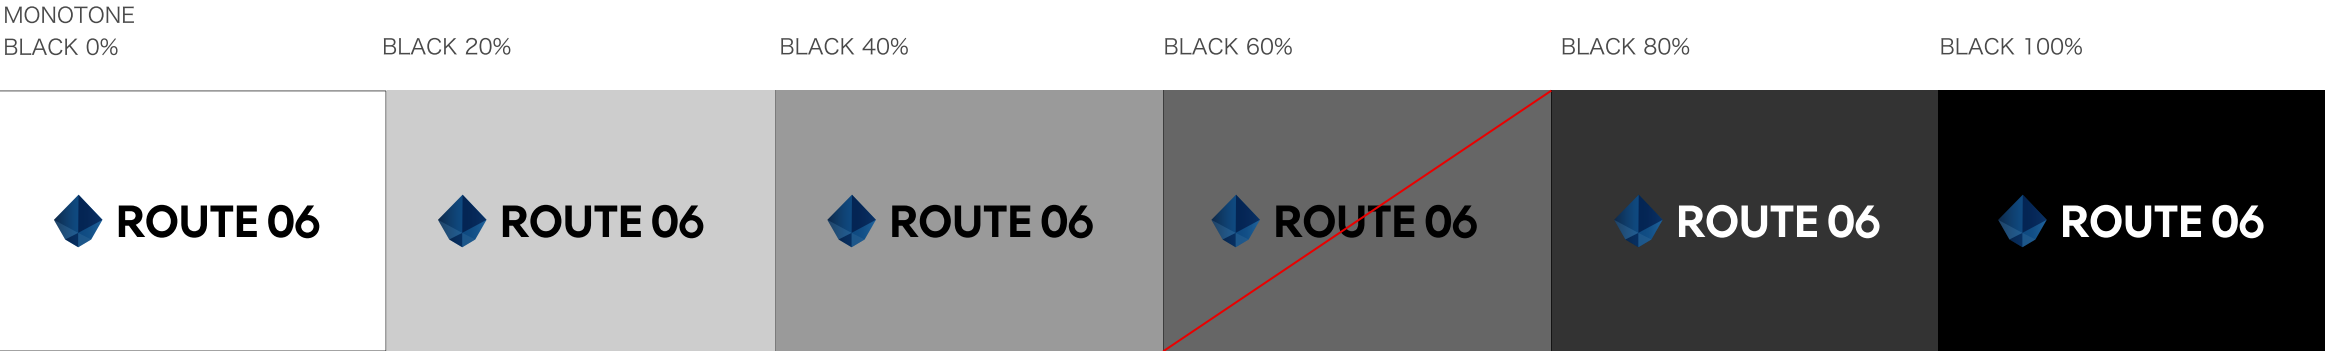 MONOTONE
BLACK 0%
BLACK 20%
BLACK 40%
BLACK 60%
BLACK 80%
BLACK 100%
ROUTE 06
ROUTE 06
ROUTE 06
ROUTE 06
ROUTE 06
ROUTE 06